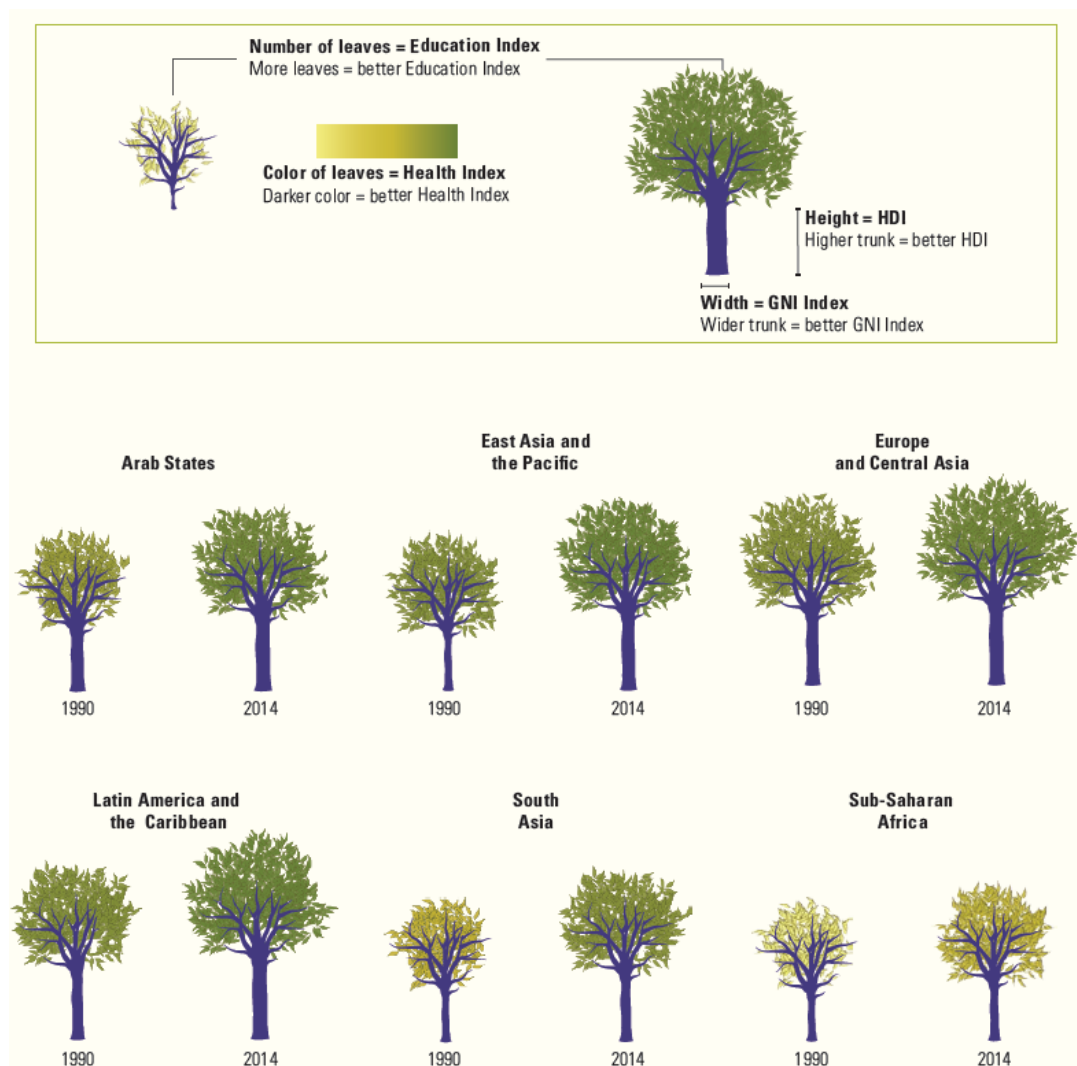 Number of leaves = Education Index
More leaves = better Education Index
Color of leaves = Health Index
Darker color = better Health Index
Height = HDI
Higher trunk = better HDI
Width = GNI Index
Wider trunk = better GNI Index
Arab States
1990
2014
East Asia and
the Pacific
1990
2014
Europe
and Central Asia
1990
2014
Latin America and
the Caribbean
1990
2014
South
Asia
1990
2014
Sub-Saharan
Africa
1990
2014